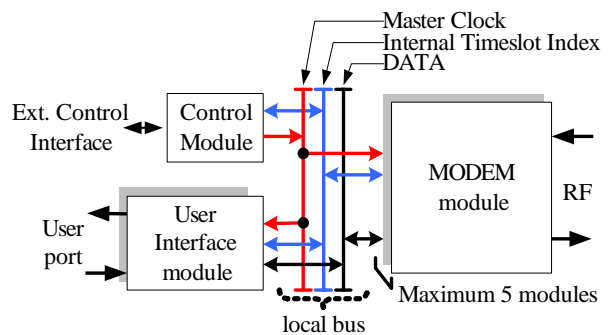 Master Clock
Internal Timeslot Index
DATA
Ext. Control
Interface
Control
Module
MODEM
module
RF
User
port
User
Interface
module
Maximum 5 modules
local bus